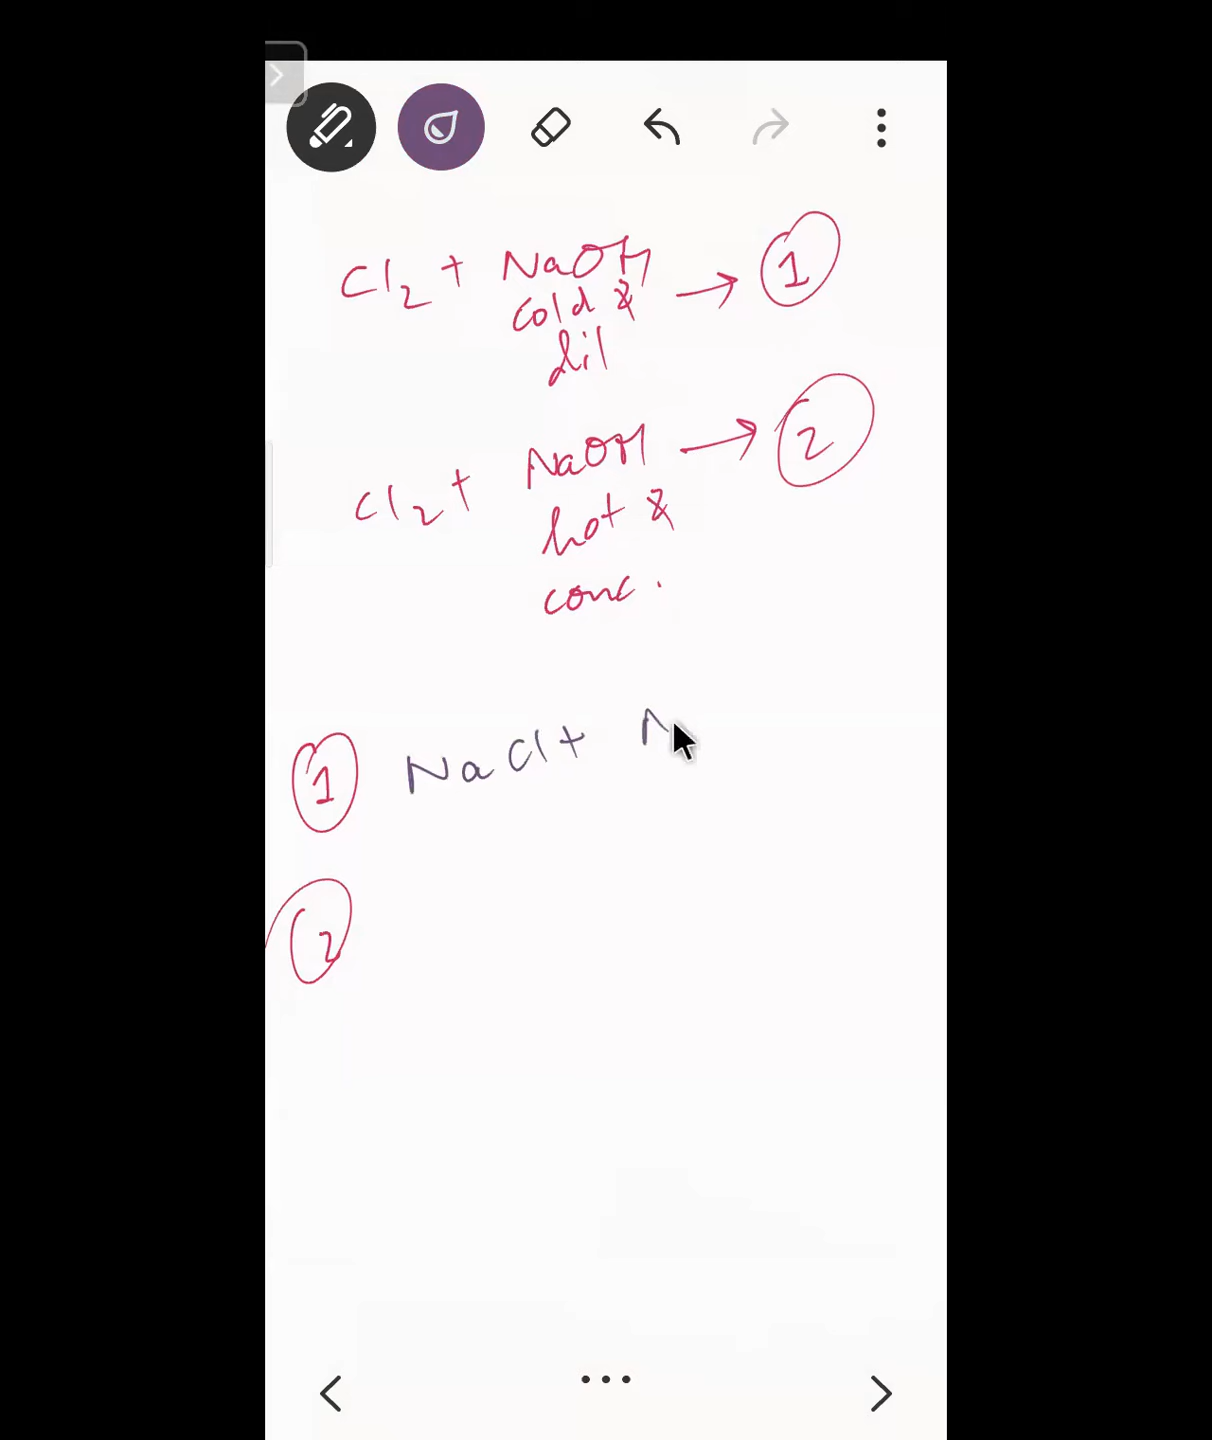 Cl₂ + NaOH → ①
cold &
dil
Cl₂ + NaOH → ②
hot &
conc.
① NaCl + N
②